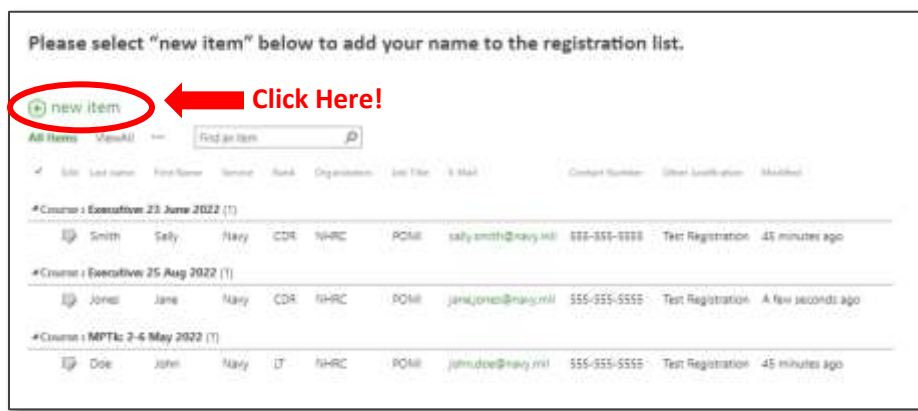 Please select “new item” below to add your name to the registration list.
new item
Click Here!
All Items ViewAll ... Find an item
Edit Last name First Name Service Rank Organization Job Title E-Mail Contact Number Other Justification Modified
Course : Executive: 23 June 2022 (1)
Smith Sally Navy CDR NHRC sally.smith@navy.mil 555-555-5555 Test Registration 45 minutes ago
Course : Executive: 25 Aug 2022 (1)
Jones Jane Navy CDR NHRC jane.jones@navy.mil 555-555-5555 Test Registration A few seconds ago
Course : MPTk: 2-6 May 2022 (1)
Doe John Navy LT NHRC john.doe@navy.mil 555-555-5555 Test Registration 45 minutes ago